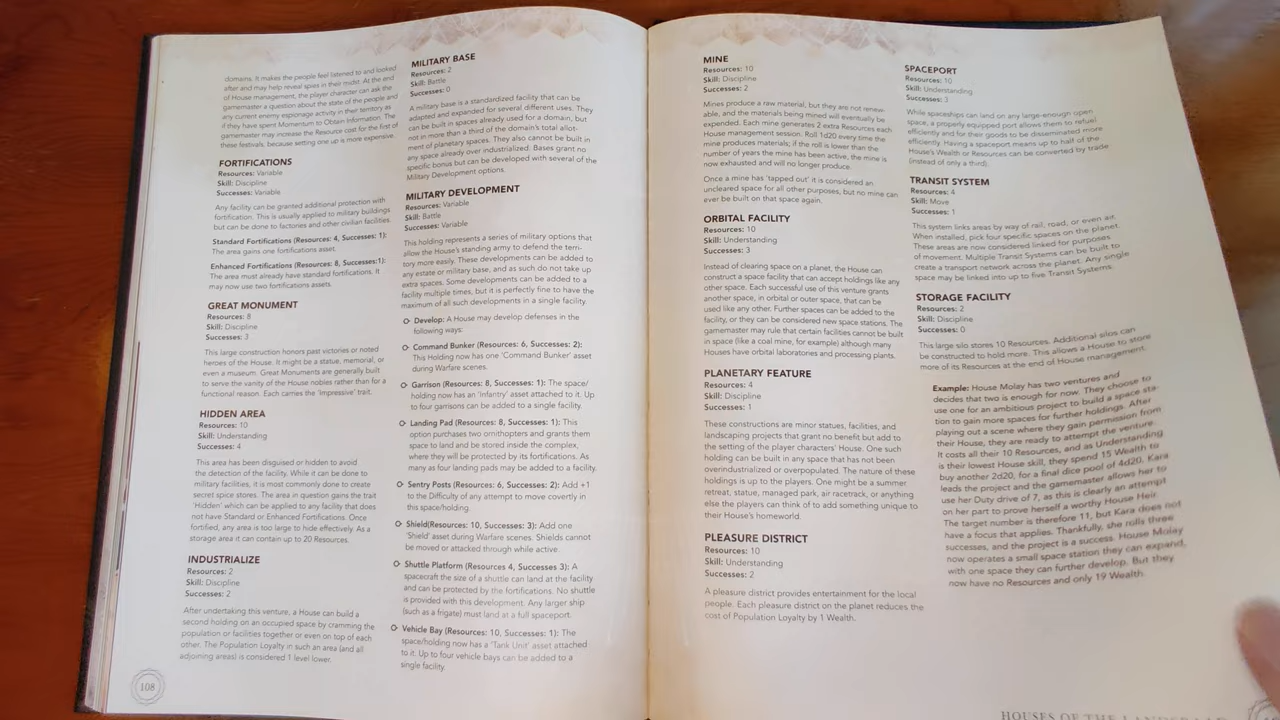 domains. It makes the people feel listened to and looked
after and may help reveal spies in their midst. At the end
of House management, the player character can ask the
gamemaster a question about the state of the people and
any current enemy espionage activity in their territory as
if they have spent Momentum to Obtain Information. The
gamemaster may increase the Resource cost for the first of
these festivals, because setting one up is more expensive.
FORTIFICATIONS
Resources: Variable
Skill: Discipline
Successes: Variable
Any facility can be granted additional protection with
fortification. This is usually applied to military buildings
but can be done to factories and other civilian facilities.
Standard Fortifications (Resources: 4, Successes: 1):
The area gains one fortifications asset.
Enhanced Fortifications (Resources: 8, Successes:1):
The area must already have standard fortifications. It
may now use two fortifications assets.
GREAT MONUMENT
Resources: 8
Skill: Discipline
Successes: 3
This large construction honors past victories or noted
heroes of the House. It might be a statue, memorial, or
even a museum. Great Monuments are generally built
to serve the vanity of the House nobles rather than for a
functional reason. Each carries the 'Impressive' trait.
HIDDEN AREA
Resources: 10
Skill: Understanding
Successes: 4
This area has been disguised or hidden to avoid
the detection of the facility. While it can be done to
military facilities, it is most commonly done to create
secret spice stores. The area in question gains the trait
'Hidden' which can be applied to any facility that does
not have Standard or Enhanced Fortifications. Once
fortified, any area is too large to hide effectively. As a
storage area it can contain up to 20 Resources.
INDUSTRIALIZE
Resources: 2
Skill: Discipline
Successes: 2
After undertaking this venture, a House can build a
second holding on an occupied space by cramming the
population or facilities together or even on top of each
other. The Population Loyalty in such an area (and all
adjoining areas) is considered 1 level lower.
108
MILITARY BASE
Resources: 2
Skill: Battle
Successes: 0
A military base is a standardized facility that can be
adapted and expanded for several different uses. They
can be built in spaces already used for a domain, but
not in more than a third of the domain's total allot-
ment of planetary spaces. They also cannot be built in
any space already over industrialized. Bases grant no
specific bonus but can be developed with several of the
Military Development options.
MILITARY DEVELOPMENT
Resources: Variable
Skill: Battle
Successes: Variable
This holding represents a series of military options that
allow the House's standing army to defend the terri-
tory more easily. These developments can be added to
any estate or military base, and as such do not take up
extra spaces. Some developments can be added to a
facility multiple times, but it is perfectly fine to have the
maximum of all such developments in a single facility.
Develop: A House may develop defenses in the
following ways:
Command Bunker (Resources: 6, Successes: 2):
This Holding now has one 'Command Bunker' asset
during Warfare scenes.
Garrison (Resources: 8, Successes: 1): The space/
holding now has an 'Infantry' asset attached to it. Up
to four garrisons can be added to a single facility.
Landing Pad (Resources: 8, Successes: 1): This
option purchases two ornithopters and grants them
space to land and be stored inside the complex,
where they will be protected by its fortifications. As
many as four landing pads may be added to a facility.
Sentry Posts (Resources: 6, Successes: 2): Add +1
to the Difficulty of any attempt to move covertly in
this space/holding.
Shield(Resources: 10, Successes: 3): Add one
'Shield' asset during Warfare scenes. Shields cannot
be moved or attacked through while active.
Shuttle Platform (Resources 4, Successes 3): A
spacecraft the size of a shuttle can land at the facility
and can be protected by the fortifications. No shuttle
is provided with this development. Any larger ship
(such as a frigate) must land at a full spaceport.
Vehicle Bay (Resources: 10, Successes: 1): The
space/holding now has a 'Tank Unit' asset attached
to it. Up to four vehicle bays can be added to a
single facility.
MINE
Resources: 10
Skill: Discipline
Successes: 2
Mines produce a raw material, but they are not renew-
able, and the materials being mined will eventually be
expended. Each mine generates 2 extra Resources each
House management session. Roll 1d20 every time the
mine produces materials; if the roll is lower than the
number of years the mine has been active, the mine is
now exhausted and will no longer produce.
Once a mine has 'tapped out' it is considered an
uncleared space for all other purposes, but no mine can
ever be built on that space again.
ORBITAL FACILITY
Resources: 10
Skill: Understanding
Successes: 3
Instead of clearing space on a planet, the House can
construct a space facility that can accept holdings like any
other space. Each successful use of this venture grants
another space, in orbital or outer space, that can be
used like any other. Further spaces can be added to the
facility, or they can be considered new space stations. The
gamemaster may rule that certain facilities cannot be built
in space (like a coal mine, for example) although many
Houses have orbital laboratories and processing plants.
PLANETARY FEATURE
Resources: 4
Skill: Discipline
Successes: 1
These constructions are minor statues, facilities, and
landscaping projects that grant no benefit but add to
the setting of the player characters' House. One such
holding can be built in any space that has not been
overindustrialized or overpopulated. The nature of these
holdings is up to the players. One might be a summer
retreat, statue, managed park, air racetrack, or anything
else the players can think of to add something unique to
their House's homeworld.
PLEASURE DISTRICT
Resources: 10
Skill: Understanding
Successes: 2
A pleasure district provides entertainment for the local
people. Each pleasure district on the planet reduces the
cost of Population Loyalty by 1 Wealth.
SPACEPORT
Resources: 10
Skill: Understanding
Successes: 3
While spaceships can land on any large-enough open
space, a properly equipped port allows them to refuel
efficiently and for their goods to be disseminated more
efficiently. Having a spaceport means up to half of the
House's Wealth or Resources can be converted by trade
(instead of only a third).
TRANSIT SYSTEM
Resources: 4
Skill: Move
Successes: 1
This system links areas by way of rail, road, or even air.
When installed, pick four specific spaces on the planet.
These areas are now considered linked for purposes
of movement. Multiple Transit Systems can be built to
create a transport network across the planet. Any single
space may be linked into up to five Transit Systems.
STORAGE FACILITY
Resources: 2
Skill: Discipline
Successes: 0
This large silo stores 10 Resources. Additional silos can
be constructed to hold more. This allows a House to store
more of its Resources at the end of House management.
Example: House Molay has two ventures and
decides that two is enough for now. They choose to
use one for an ambitious project to build a space sta-
tion to gain more spaces for further holdings. After
playing out a scene where they gain permission from
their House, they are ready to attempt the venture.
It costs all their 10 Resources, and as Understanding
is their lowest House skill, they spend 15 Wealth to
buy another 2d20, for a final dice pool of 4d20. Kara
leads the project and the gamemaster allows her to
use her Duty drive of 7, as this is clearly an attempt
on her part to prove herself a worthy House Heir.
The target number is therefore 11, but Kara does not
have a focus that applies. Thankfully, she rolls three
successes, and the project is a success. House Molay
now operates a small space station they can expand,
with one space they can further develop. But they
now have no Resources and only 19 Wealth.
HOUSES OF THE